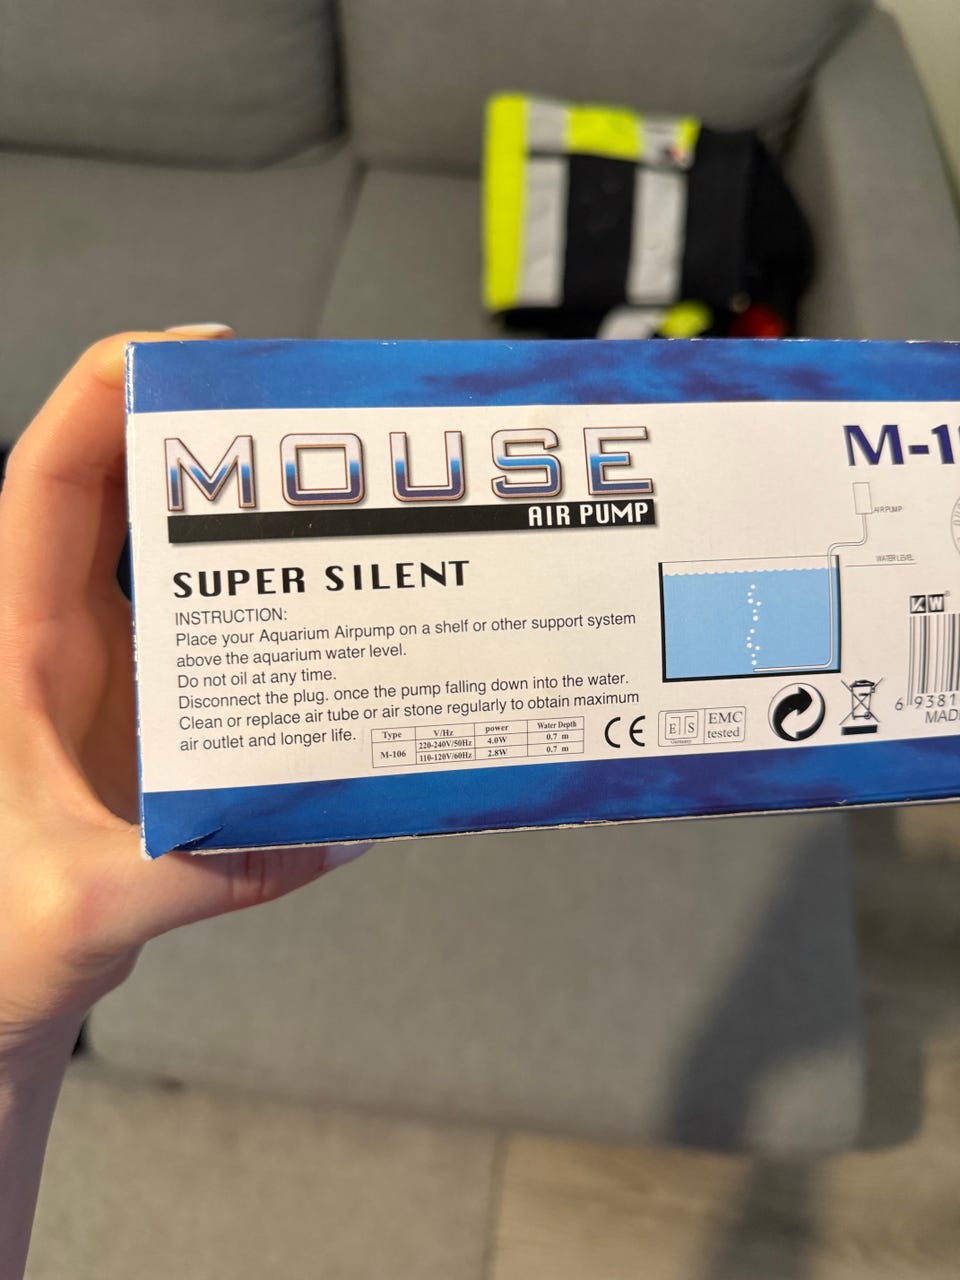 MOUSE
AIR PUMP
M-1
SUPER SILENT
INSTRUCTION:
Place your Aquarium Airpump on a shelf or other support system
above the aquarium water level.
Do not oil at any time.
Disconnect the plug. once the pump falling down into the water.
Clean or replace air tube or air stone regularly to obtain maximum
air outlet and longer life.
Type V/Hz power Water Depth
M-106 220-240V/50Hz 4.0W 0.7 m
110-120V/60Hz 2.8W 0.7 m
CE
E S
Germany
EMC
tested
AIR PUMP
WATER LEVEL
KW®
6 9381
MAD